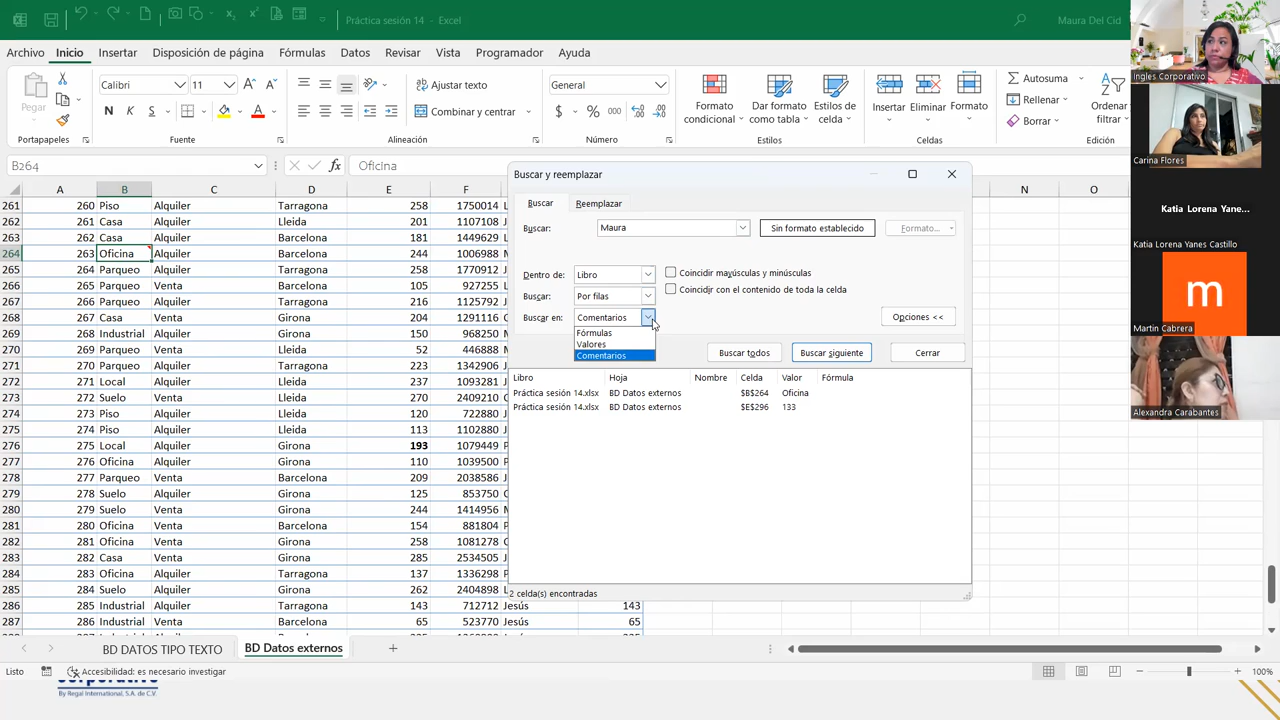 Práctica sesión 14 - Excel
Maura Del Cid
Archivo Inicio Insertar Disposición de página Fórmulas Datos Revisar Vista Programador Ayuda
Pegar
Calibri 11
N K S
Ajustar texto
Combinar y centrar
General
$ % 000
Formato condicional
Dar formato como tabla
Estilos de celda
Insertar Eliminar Formato
Autosuma
Rellenar
Borrar
Ordenar
filtrar
Portapapeles Fuente Alineación Número Estilos Celdas Edición
B264 fx Oficina
A B C D E F N O
261 260 Piso Alquiler Tarragona 258 1750014
262 261 Casa Alquiler Lleida 201 1107108
263 262 Casa Alquiler Barcelona 181 1449629
264 263 Oficina Alquiler Barcelona 244 1006988
265 264 Parqueo Alquiler Tarragona 258 1770912
266 265 Parqueo Venta Barcelona 105 927255
267 266 Parqueo Alquiler Tarragona 216 1125792
268 267 Casa Venta Girona 204 1291116
269 268 Industrial Alquiler Girona 150 968250
270 269 Parqueo Alquiler Lleida 52 446888
271 270 Parqueo Alquiler Tarragona 223 1342906
272 271 Local Alquiler Lleida 237 1093281
273 272 Suelo Venta Lleida 270 2409210
274 273 Piso Alquiler Tarragona 120 722880
275 274 Piso Alquiler Lleida 113 1102880
276 275 Local Alquiler Girona 193 1079449
277 276 Oficina Alquiler Girona 110 1039500
278 277 Parqueo Venta Barcelona 209 2038586
279 278 Suelo Alquiler Girona 125 853750
280 279 Suelo Venta Girona 244 1414956
281 280 Oficina Venta Barcelona 154 881804
282 281 Oficina Alquiler Girona 258 1081278
283 282 Casa Venta Girona 285 2534505
284 283 Oficina Alquiler Tarragona 137 1336298
285 284 Suelo Alquiler Girona 262 2404898
286 285 Industrial Alquiler Tarragona 143 712712 Jesús 143
287 286 Industrial Venta Barcelona 65 523770 Jesús 65
Buscar y reemplazar
Buscar Reemplazar
Buscar: Maura Sin formato establecido Formato...
Dentro de: Libro Coincidir mayúsculas y minúsculas
Buscar: Por filas Coincidir con el contenido de toda la celda
Buscar en: Comentarios Opciones <<
Fórmulas
Valores
Comentarios
Buscar todos Buscar siguiente Cerrar
Libro Hoja Nombre Celda Valor Fórmula
Práctica sesión 14.xlsx BD Datos externos $B$264 Oficina
Práctica sesión 14.xlsx BD Datos externos $E$296 133
2 celda(s) encontradas
BD DATOS TIPO TEXTO BD Datos externos
Listo Accesibilidad: es necesario investigar 100%
By Regal International, S.A. de C.V.
Ingles Corporativo
Carina Flores
Katia Lorena Yane...
Katia Lorena Yanes Castillo
m
Martin Cabrera
Alexandra Carabantes